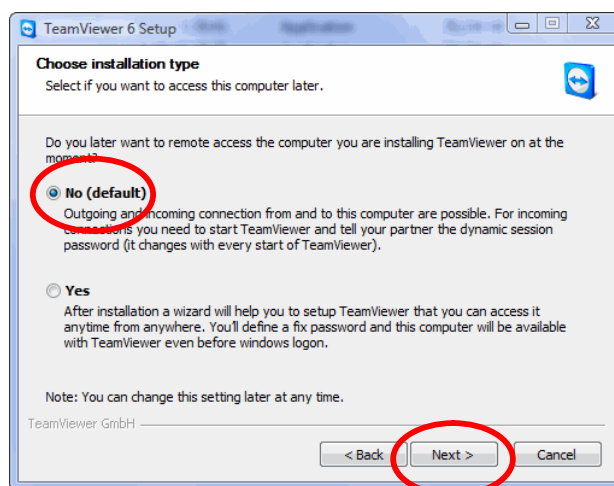 TeamViewer 6 Setup
Choose installation type
Select if you want to access this computer later.
Do you later want to remote access the computer you are installing TeamViewer on at the
moment?
No (default)
Outgoing and incoming connection from and to this computer are possible. For incoming
connections you need to start TeamViewer and tell your partner the dynamic session
password (it changes with every start of TeamViewer).
Yes
After installation a wizard will help you to setup TeamViewer that you can access it
anytime from anywhere. You'll define a fix password and this computer will be available
with TeamViewer even before windows logon.
Note: You can change this setting later at any time.
TeamViewer GmbH
< Back
Next >
Cancel